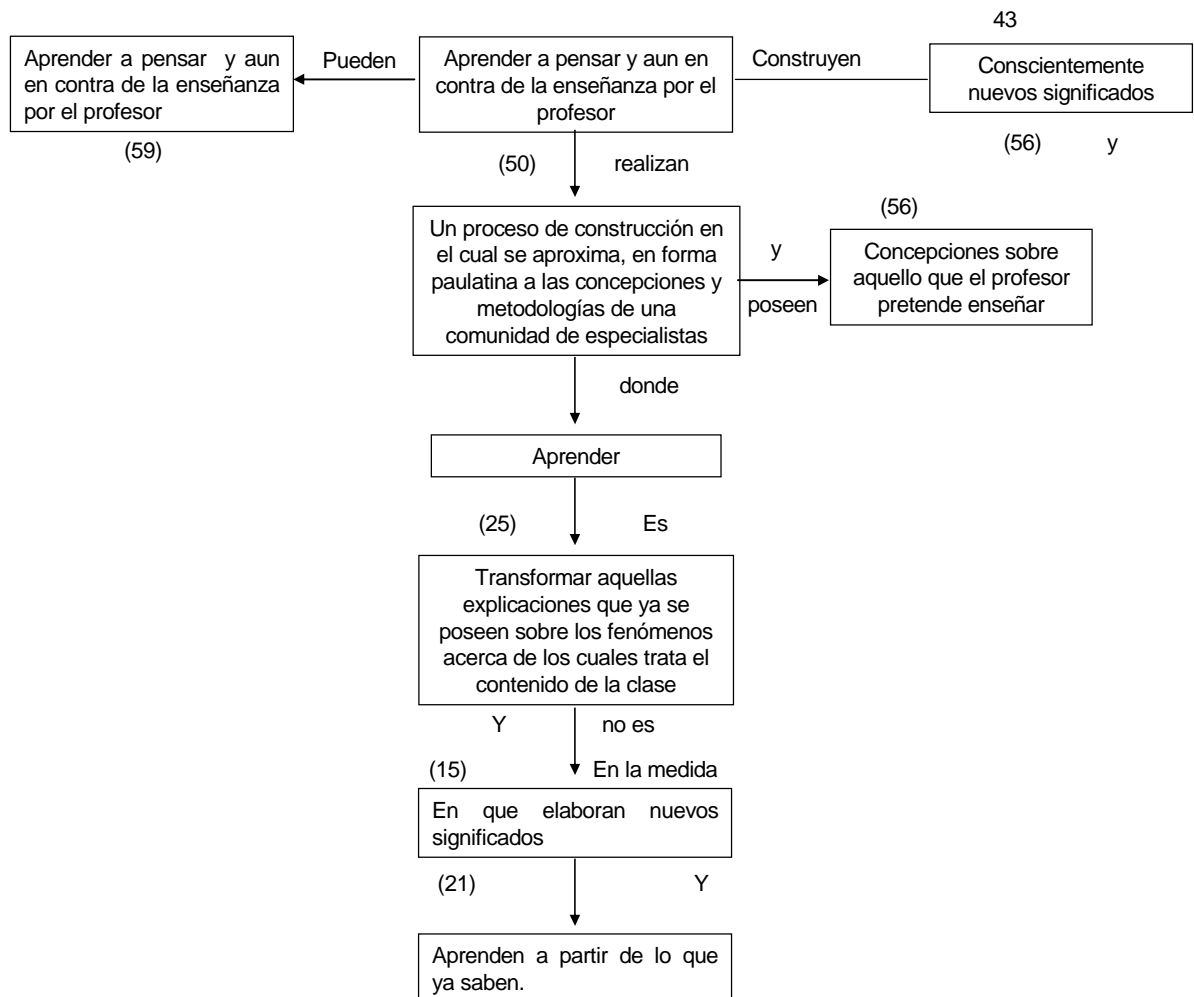 43
Aprender a pensar y aun
en contra de la enseñanza
por el profesor
Pueden
Aprender a pensar y aun en
contra de la enseñanza por el
profesor
Construyen
Conscientemente
nuevos significados
(59)
(50) realizan
(56) y
(56)
Un proceso de construcción en
el cual se aproxima, en forma
paulatina a las concepciones y
metodologías de una
comunidad de especialistas
y
poseen
Concepciones sobre
aquello que el profesor
pretende enseñar
donde
Aprender
(25) Es
Transformar aquellas
explicaciones que ya se
poseen sobre los fenómenos
acerca de los cuales trata el
contenido de la clase
Y no es
(15) En la medida
En que elaboran nuevos
significados
(21) Y
Aprenden a partir de lo que
ya saben.